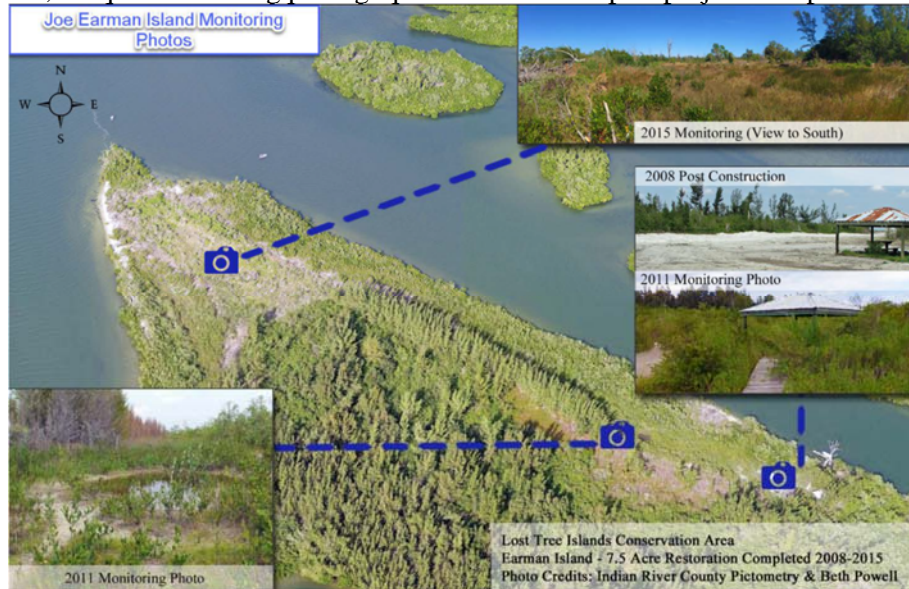 Joe Earman Island Monitoring
Photos
N
W E
S
2015 Monitoring (View to South)
2008 Post Construction
2011 Monitoring Photo
2011 Monitoring Photo
Lost Tree Islands Conservation Area
Earman Island - 7.5 Acre Restoration Completed 2008-2015
Photo Credits: Indian River County Pictometry & Beth Powell